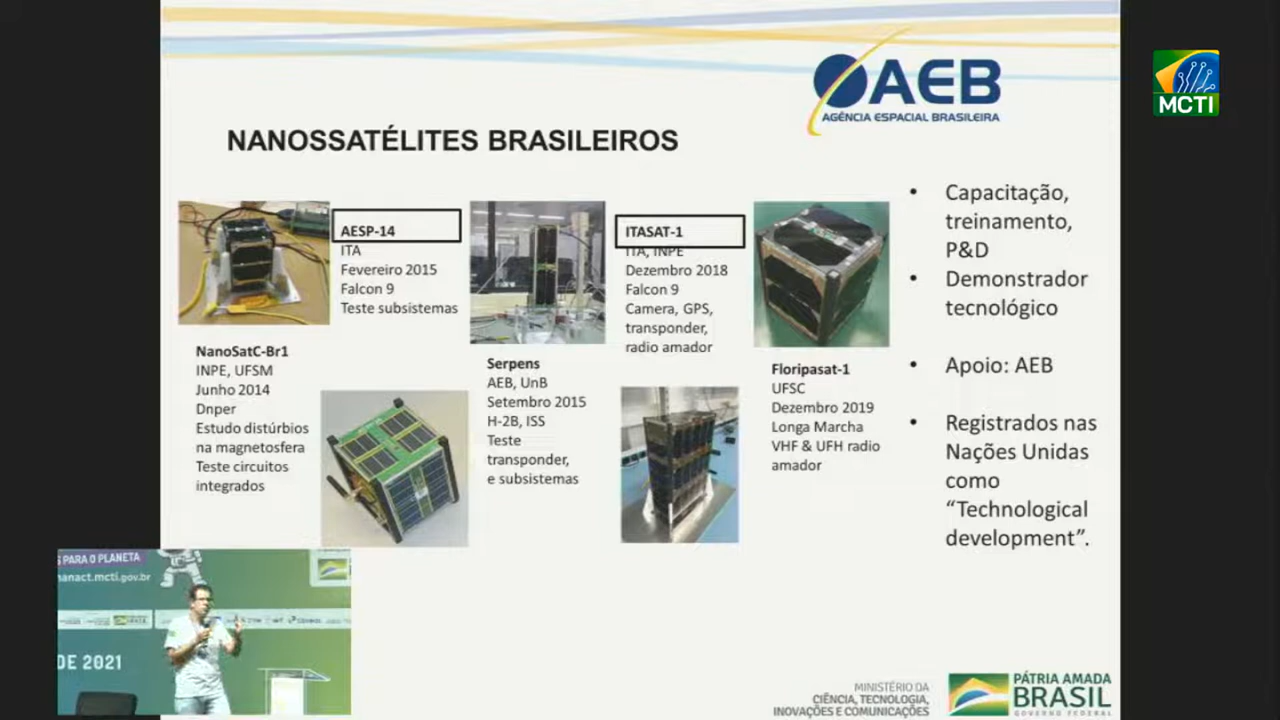 AEB
AGÊNCIA ESPACIAL BRASILEIRA
MCTI
NANOSSATÉLITES BRASILEIROS
AESP-14
ITA
Fevereiro 2015
Falcon 9
Teste subsistemas
ITASAT-1
ITA, INPE
Dezembro 2018
Falcon 9
Camera, GPS,
transponder,
radio amador
NanoSatC-Br1
INPE, UFSM
Junho 2014
Dnper
Estudo distúrbios
na magnetosfera
Teste circuitos
integrados
Serpens
AEB, UnB
Setembro 2015
H-2B, ISS
Teste
transponder,
e subsistemas
Floripasat-1
UFSC
Dezembro 2019
Longa Marcha
VHF & UFH radio
amador
• Capacitação,
treinamento,
P&D
• Demonstrador
tecnológico
• Apoio: AEB
• Registrados nas
Nações Unidas
como
“Technological
development”.
S PARA O PLANETA
manact.mcti.gov.br
DE 2021
MINISTÉRIO DA
CIÊNCIA, TECNOLOGIA,
INOVAÇÕES E COMUNICAÇÕES
PÁTRIA AMADA
BRASIL
GOVERNO FEDERAL